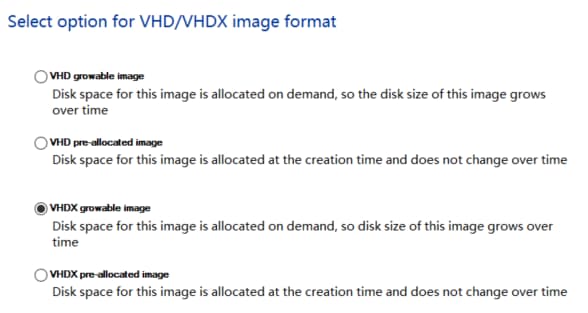 Select option for VHD/VHDX image format
VHD growable image
Disk space for this image is allocated on demand, so the disk size of this image grows
over time
VHD pre-allocated image
Disk space for this image is allocated at the creation time and does not change over time
VHDX growable image
Disk space for this image is allocated on demand, so disk size of this image grows over
time
VHDX pre-allocated image
Disk space for this image is allocated at the creation time and does not change over time